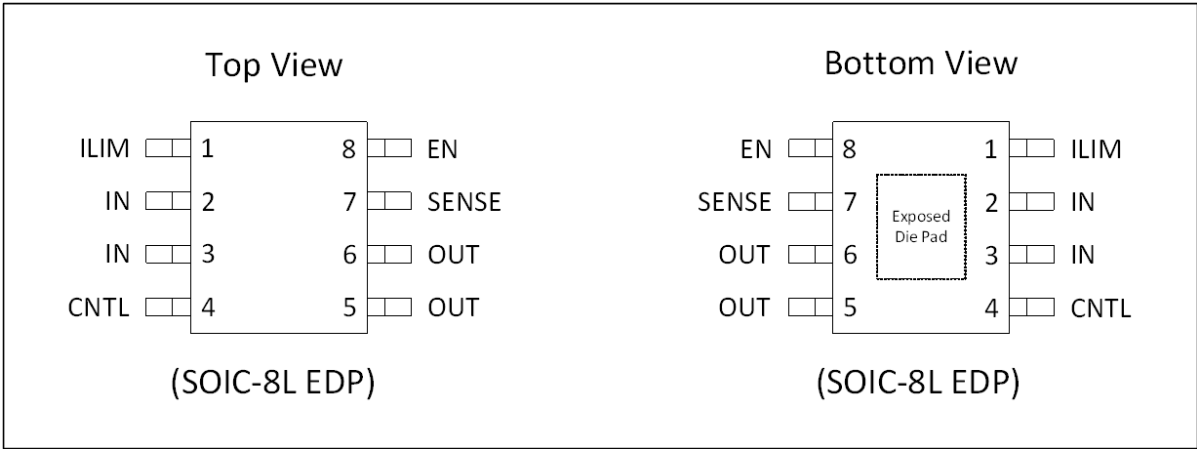 Top View
ILIM 1 8 EN
IN 2 7 SENSE
IN 3 6 OUT
CNTL 4 5 OUT
(SOIC-8L EDP)
Bottom View
EN 8 1 ILIM
SENSE 7 2 IN
Exposed
Die Pad
OUT 6 3 IN
OUT 5 4 CNTL
(SOIC-8L EDP)